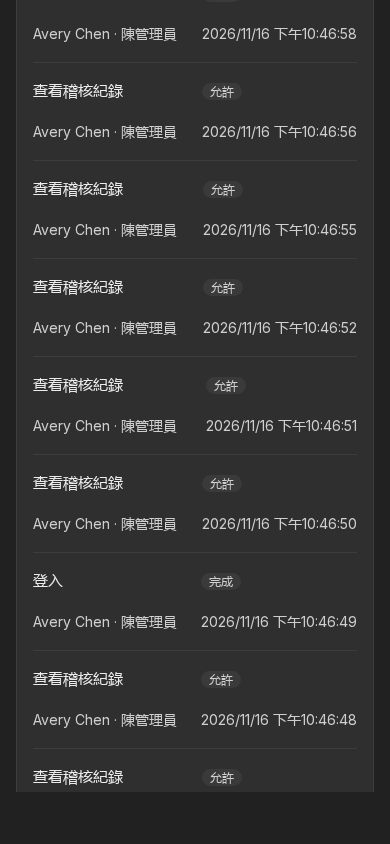 Avery Chen · 陳管理員 2026/11/16 下午10:46:58
查看稽核紀錄 允許
Avery Chen · 陳管理員 2026/11/16 下午10:46:56
查看稽核紀錄 允許
Avery Chen · 陳管理員 2026/11/16 下午10:46:55
查看稽核紀錄 允許
Avery Chen · 陳管理員 2026/11/16 下午10:46:52
查看稽核紀錄 允許
Avery Chen · 陳管理員 2026/11/16 下午10:46:51
查看稽核紀錄 允許
Avery Chen · 陳管理員 2026/11/16 下午10:46:50
登入 完成
Avery Chen · 陳管理員 2026/11/16 下午10:46:49
查看稽核紀錄 允許
Avery Chen · 陳管理員 2026/11/16 下午10:46:48
查看稽核紀錄 允許